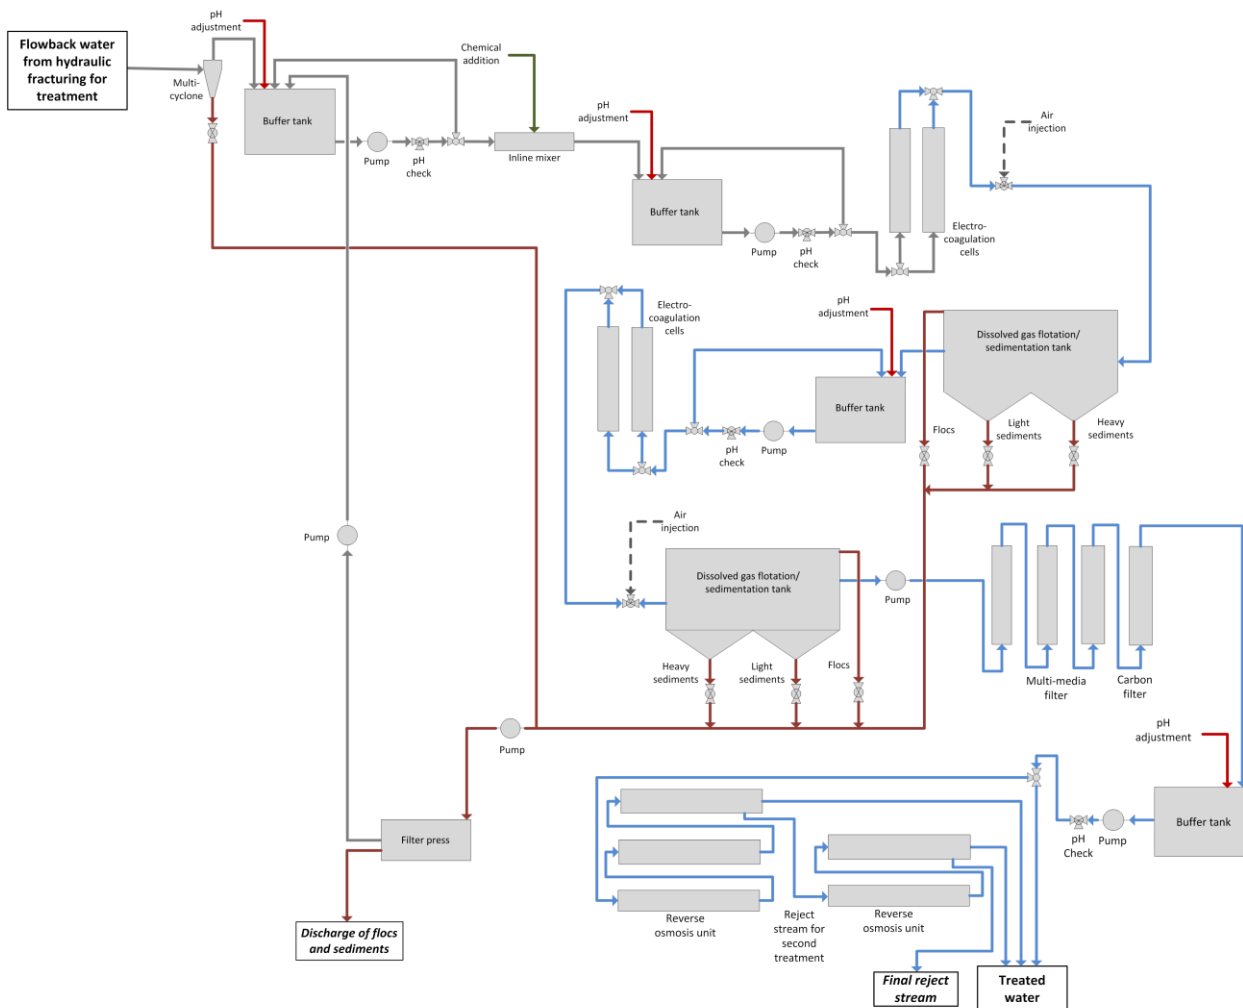 Flowback water
from hydraulic
fracturing for
treatment
pH
adjustment
Multi-
cyclone
Buffer tank
Pump
pH
check
Chemical
addition
Inline mixer
pH
adjustment
Buffer tank
Pump
pH
check
Electro-
coagulation
cells
Air
injection
Electro-
coagulation
cells
pH
adjustment
Buffer tank
Pump
pH
check
Dissolved gas flotation/
sedimentation tank
Flocs
Light
sediments
Heavy
sediments
Pump
Air
injection
Dissolved gas flotation/
sedimentation tank
Heavy
sediments
Light
sediments
Flocs
Pump
Multi-media
filter
Carbon
filter
Pump
Filter press
Discharge of flocs
and sediments
pH
adjustment
Buffer tank
Pump
pH
Check
Reverse
osmosis unit
Reject
stream for
second
treatment
Reverse
osmosis unit
Final reject
stream
Treated
water